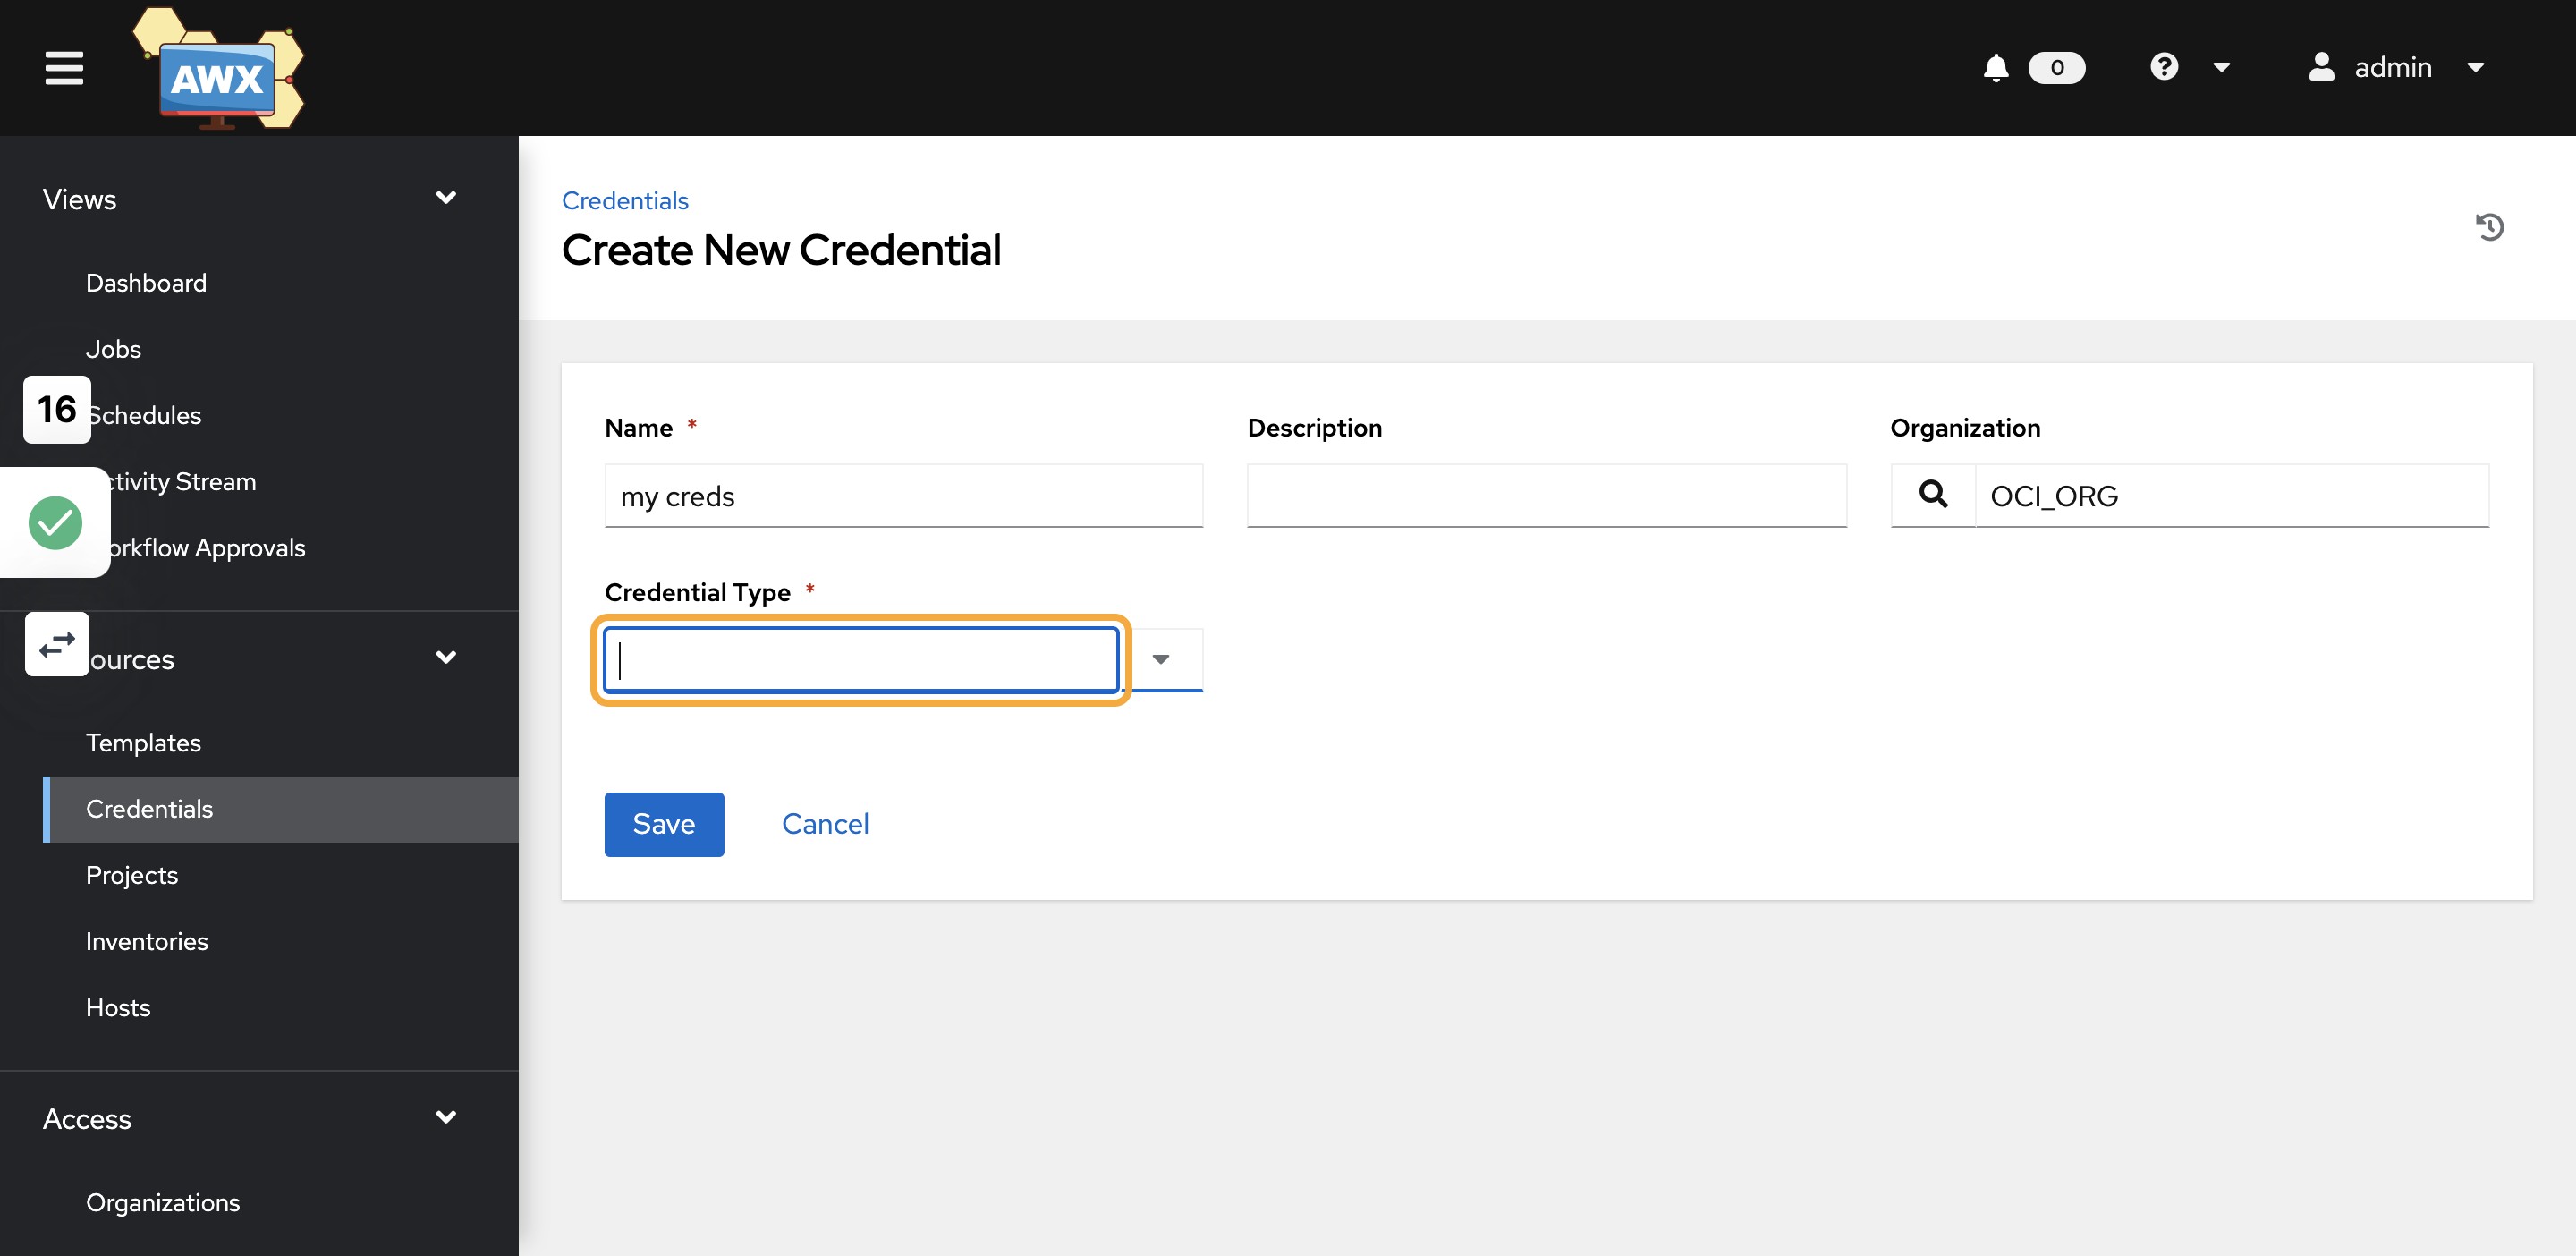 AWX
0
admin
Views
Dashboard
Jobs
16
Schedules
ctivity Stream
orkflow Approvals
ources
Templates
Credentials
Projects
Inventories
Hosts
Access
Organizations
Credentials
Create New Credential
Name *
Description
Organization
my creds
OCI_ORG
Credential Type *
Save
Cancel